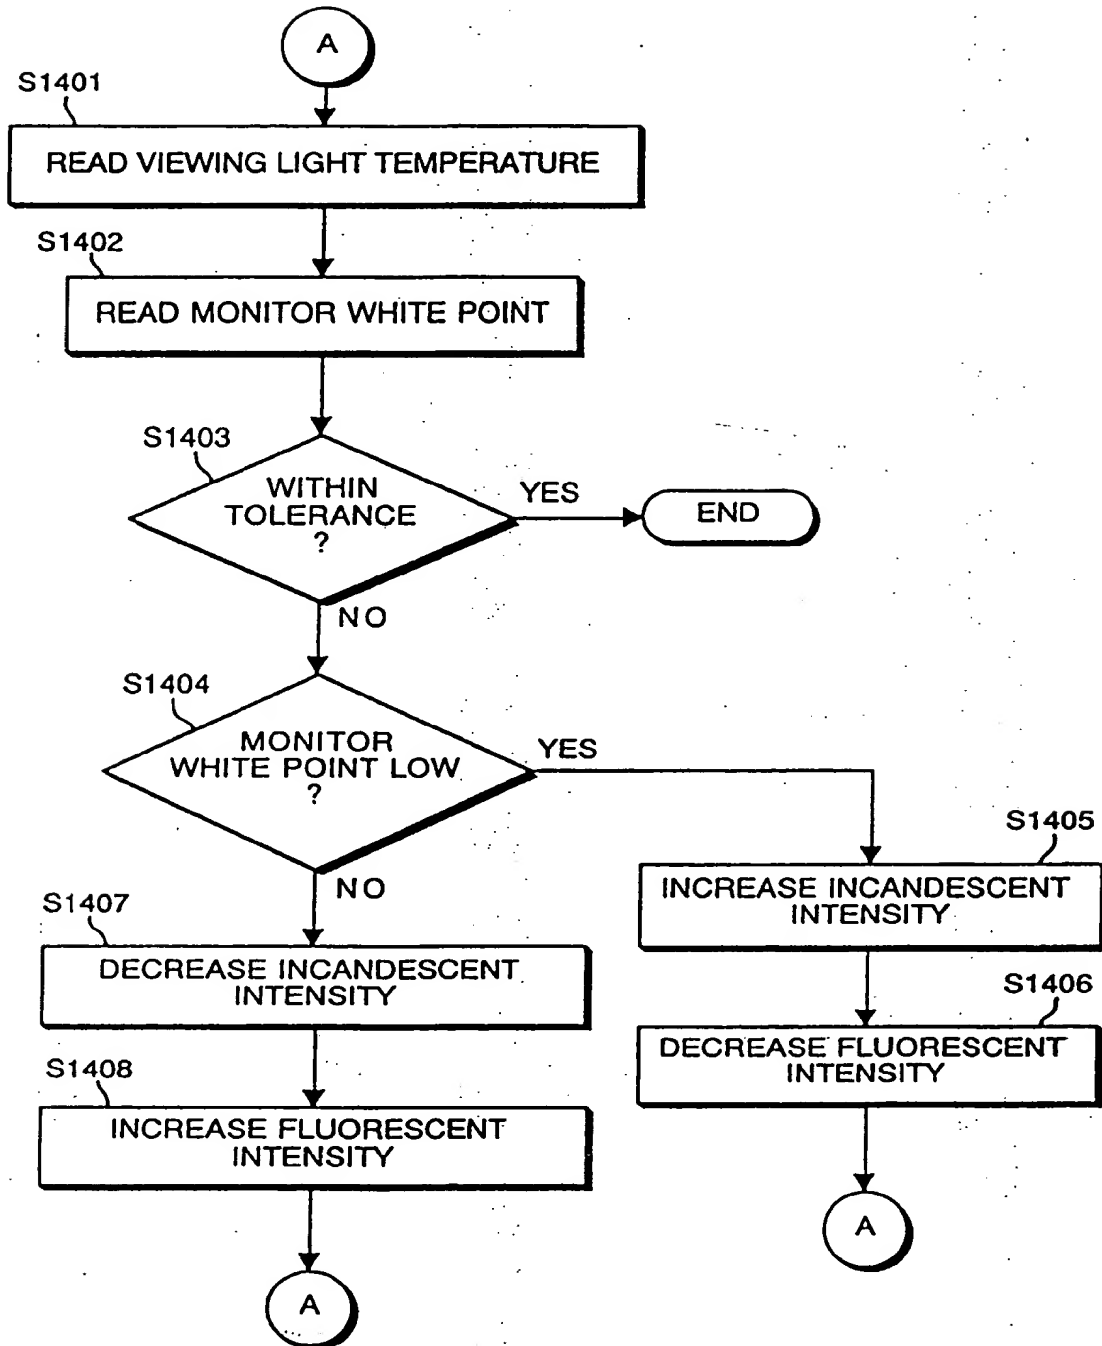 A
S1401
READ VIEWING LIGHT TEMPERATURE
S1402
READ MONITOR WHITE POINT
S1403
WITHIN
TOLERANCE
?
YES
END
NO
S1404
MONITOR
WHITE POINT LOW
?
YES
NO
S1405
INCREASE INCANDESCENT
INTENSITY
S1407
DECREASE INCANDESCENT
INTENSITY
S1406
DECREASE FLUORESCENT
INTENSITY
S1408
INCREASE FLUORESCENT
INTENSITY
A
A